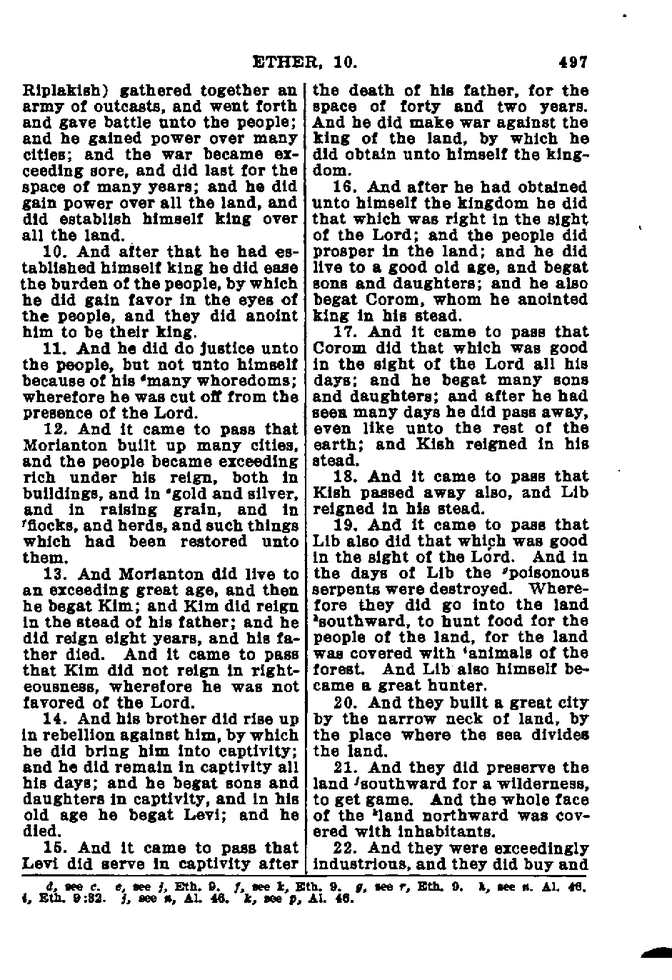 ETHER, 10. 497
Riplakish) gathered together an
army of outcasts, and went forth
and gave battle unto the people;
and he gained power over many
cities; and the war became ex-
ceeding sore, and did last for the
space of many years; and he did
gain power over all the land, and
did establish himself king over
all the land.
10. And after that he had es-
tablished himself king he did ease
the burden of the people, by which
he did gain favor in the eyes of
the people, and they did anoint
him to be their king.
11. And he did do justice unto
the people, but not unto himself
because of his dmany whoredoms;
wherefore he was cut off from the
presence of the Lord.
12. And it came to pass that
Morianton built up many cities,
and the people became exceeding
rich under his reign, both in
buildings, and in egold and silver,
and in raising grain, and in
fflocks, and herds, and such things
which had been restored unto
them.
13. And Morianton did live to
an exceeding great age, and then
he begat Kim; and Kim did reign
in the stead of his father; and he
did reign eight years, and his fa-
ther died. And it came to pass
that Kim did not reign in right-
eousness, wherefore he was not
favored of the Lord.
14. And his brother did rise up
in rebellion against him, by which
he did bring him into captivity;
and he did remain in captivity all
his days; and he begat sons and
daughters in captivity, and in his
old age he begat Levi; and he
died.
15. And it came to pass that
Levi did serve in captivity after
the death of his father, for the
space of forty and two years.
And he did make war against the
king of the land, by which he
did obtain unto himself the king-
dom.
16. And after he had obtained
unto himself the kingdom he did
that which was right in the sight
of the Lord; and the people did
prosper in the land; and he did
live to a good old age, and begat
sons and daughters; and he also
begat Corom, whom he anointed
king in his stead.
17. And it came to pass that
Corom did that which was good
in the sight of the Lord all his
days; and he begat many sons
and daughters; and after he had
seen many days he did pass away,
even like unto the rest of the
earth; and Kish reigned in his
stead.
18. And it came to pass that
Kish passed away also, and Lib
reigned in his stead.
19. And it came to pass that
Lib also did that which was good
in the sight of the Lord. And in
the days of Lib the gpoisonous
serpents were destroyed. Where-
fore they did go into the land
hsouthward, to hunt food for the
people of the land, for the land
was covered with ianimals of the
forest. And Lib also himself be-
came a great hunter.
20. And they built a great city
by the narrow neck of land, by
the place where the sea divides
the land.
21. And they did preserve the
land jsouthward for a wilderness,
to get game. And the whole face
of the kland northward was cov-
ered with inhabitants.
22. And they were exceedingly
industrious, and they did buy and
d, see c. e, see j, Eth. 9. f, see k, Eth. 9. g, see r, Eth. 9. h, see n. Al. 46.
i, Eth. 9:32. j, see n, Al. 46. k, see p, Al. 46.